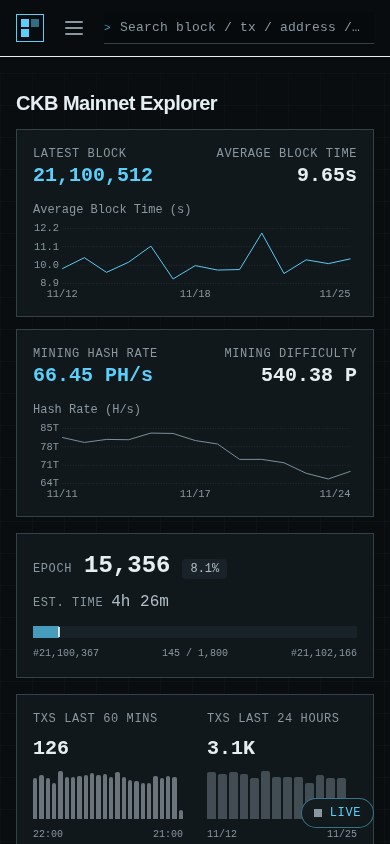 > Search block / tx / address /…
CKB Mainnet Explorer
LATEST BLOCK AVERAGE BLOCK TIME
21,100,512 9.65s
Average Block Time (s)
12.2
11.1
10.0
8.9
11/12 11/18 11/25
MINING HASH RATE MINING DIFFICULTY
66.45 PH/s 540.38 P
Hash Rate (H/s)
85T
78T
71T
64T
11/11 11/17 11/24
EPOCH 15,356 8.1%
EST. TIME 4h 26m
#21,100,367 145 / 1,800 #21,102,166
TXS LAST 60 MINS TXS LAST 24 HOURS
126 3.1K
LIVE
22:00 21:00 11/12 11/25